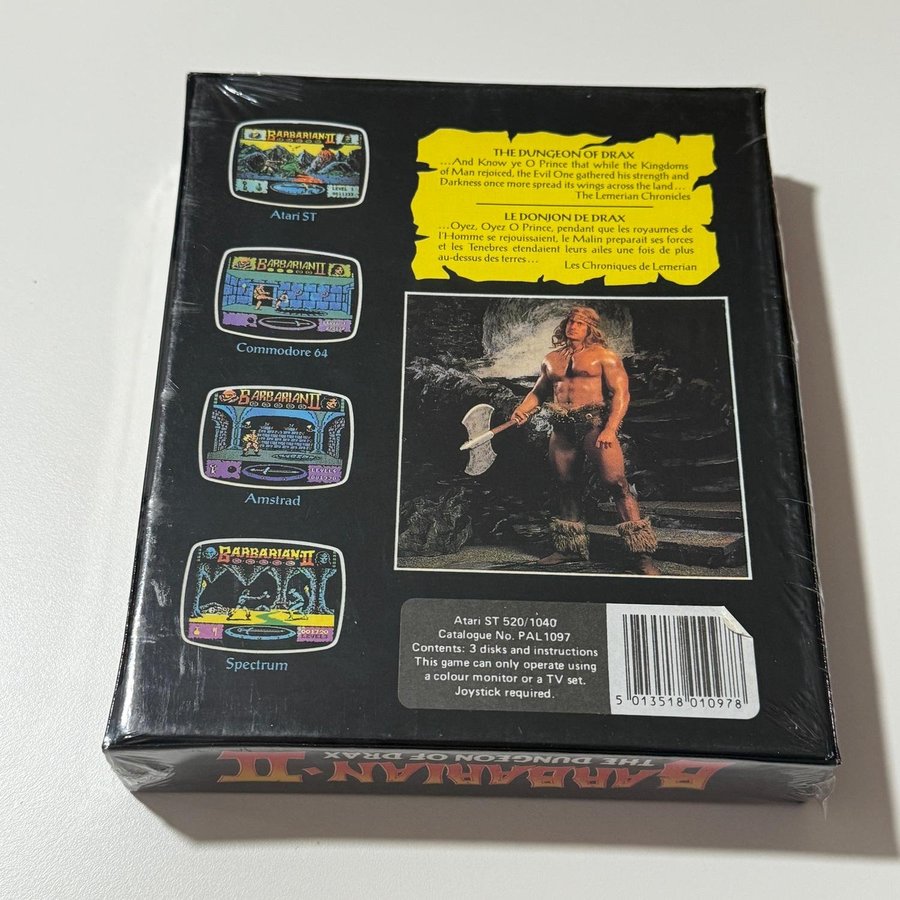 BARBARIAN·II
LEVEL 1
Atari ST
BARBARIAN II
Commodore 64
BARBARIAN II
Amstrad
BARBARIAN·II
001720
Spectrum
THE DUNGEON OF DRAX
...And Know ye O Prince that while the Kingdoms
of Man rejoiced, the Evil One gathered his strength and
Darkness once more spread its wings across the land...
The Lemerian Chronicles
LE DONJON DE DRAX
...Oyez, Oyez O Prince, pendant que les royaumes de
l'Homme se rejouissaient, le Malin preparait ses forces
et les Tenebres etendaient leurs ailes une fois de plus
au-dessus des terres...
Les Chroniques de Lemerian
Atari ST 520/1040
Catalogue No. PAL1097
Contents: 3 disks and instructions
This game can only operate using
a colour monitor or a TV set.
Joystick required.
5 013518 010978
BARBARIAN·II
THE DUNGEON OF DRAX